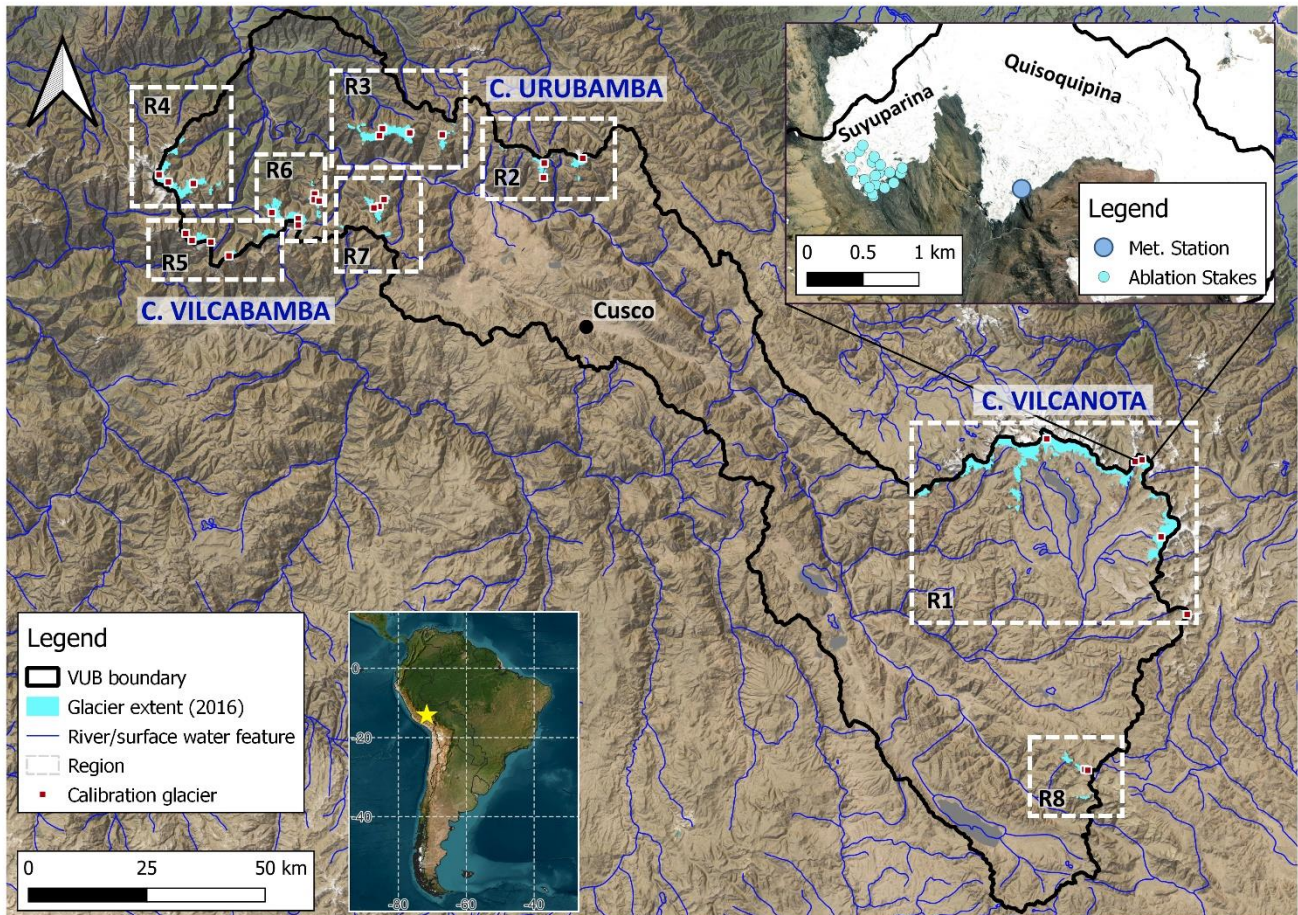 R4
R3
C. URUBAMBA
R2
R6
R7
R5
C. VILCABAMBA
Cusco
Suyuparina
Quisoquipina
0 0.5 1 km
Legend
Met. Station
Ablation Stakes
C. VILCANOTA
R1
R8
Legend
VUB boundary
Glacier extent (2016)
River/surface water feature
Region
Calibration glacier
0 25 50 km
0
-20
-40
-80 -60 -40